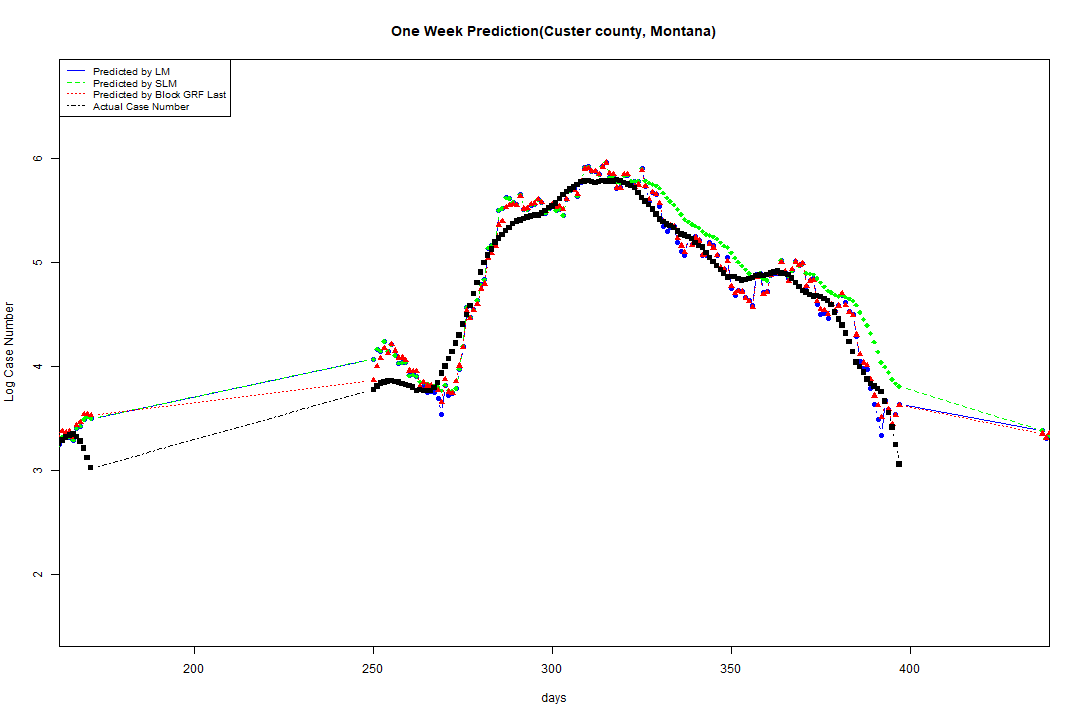 One Week Prediction(Custer county, Montana)
Predicted by LM
Predicted by SLM
Predicted by Block GRF Last
Actual Case Number
6
5
4
3
2
Log Case Number
200 250 300 350 400
days